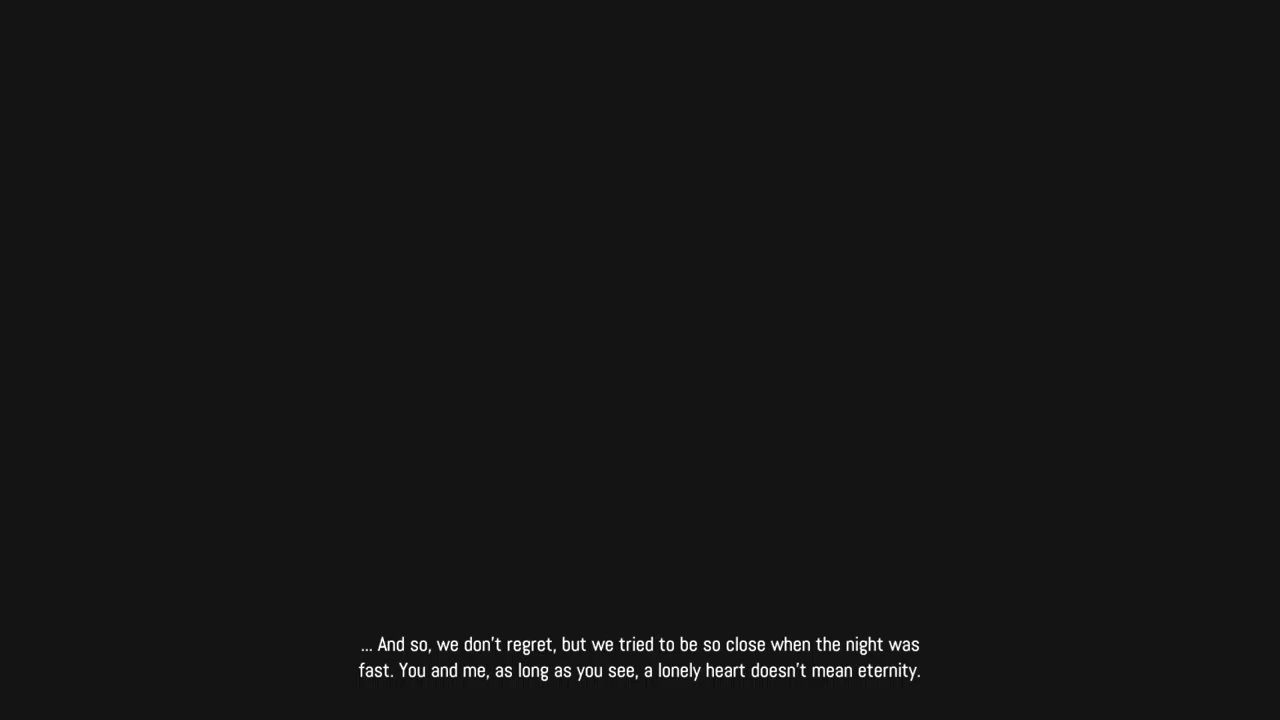 ... And so, we don't regret, but we tried to be so close when the night was
fast. You and me, as long as you see, a lonely heart doesn't mean eternity.